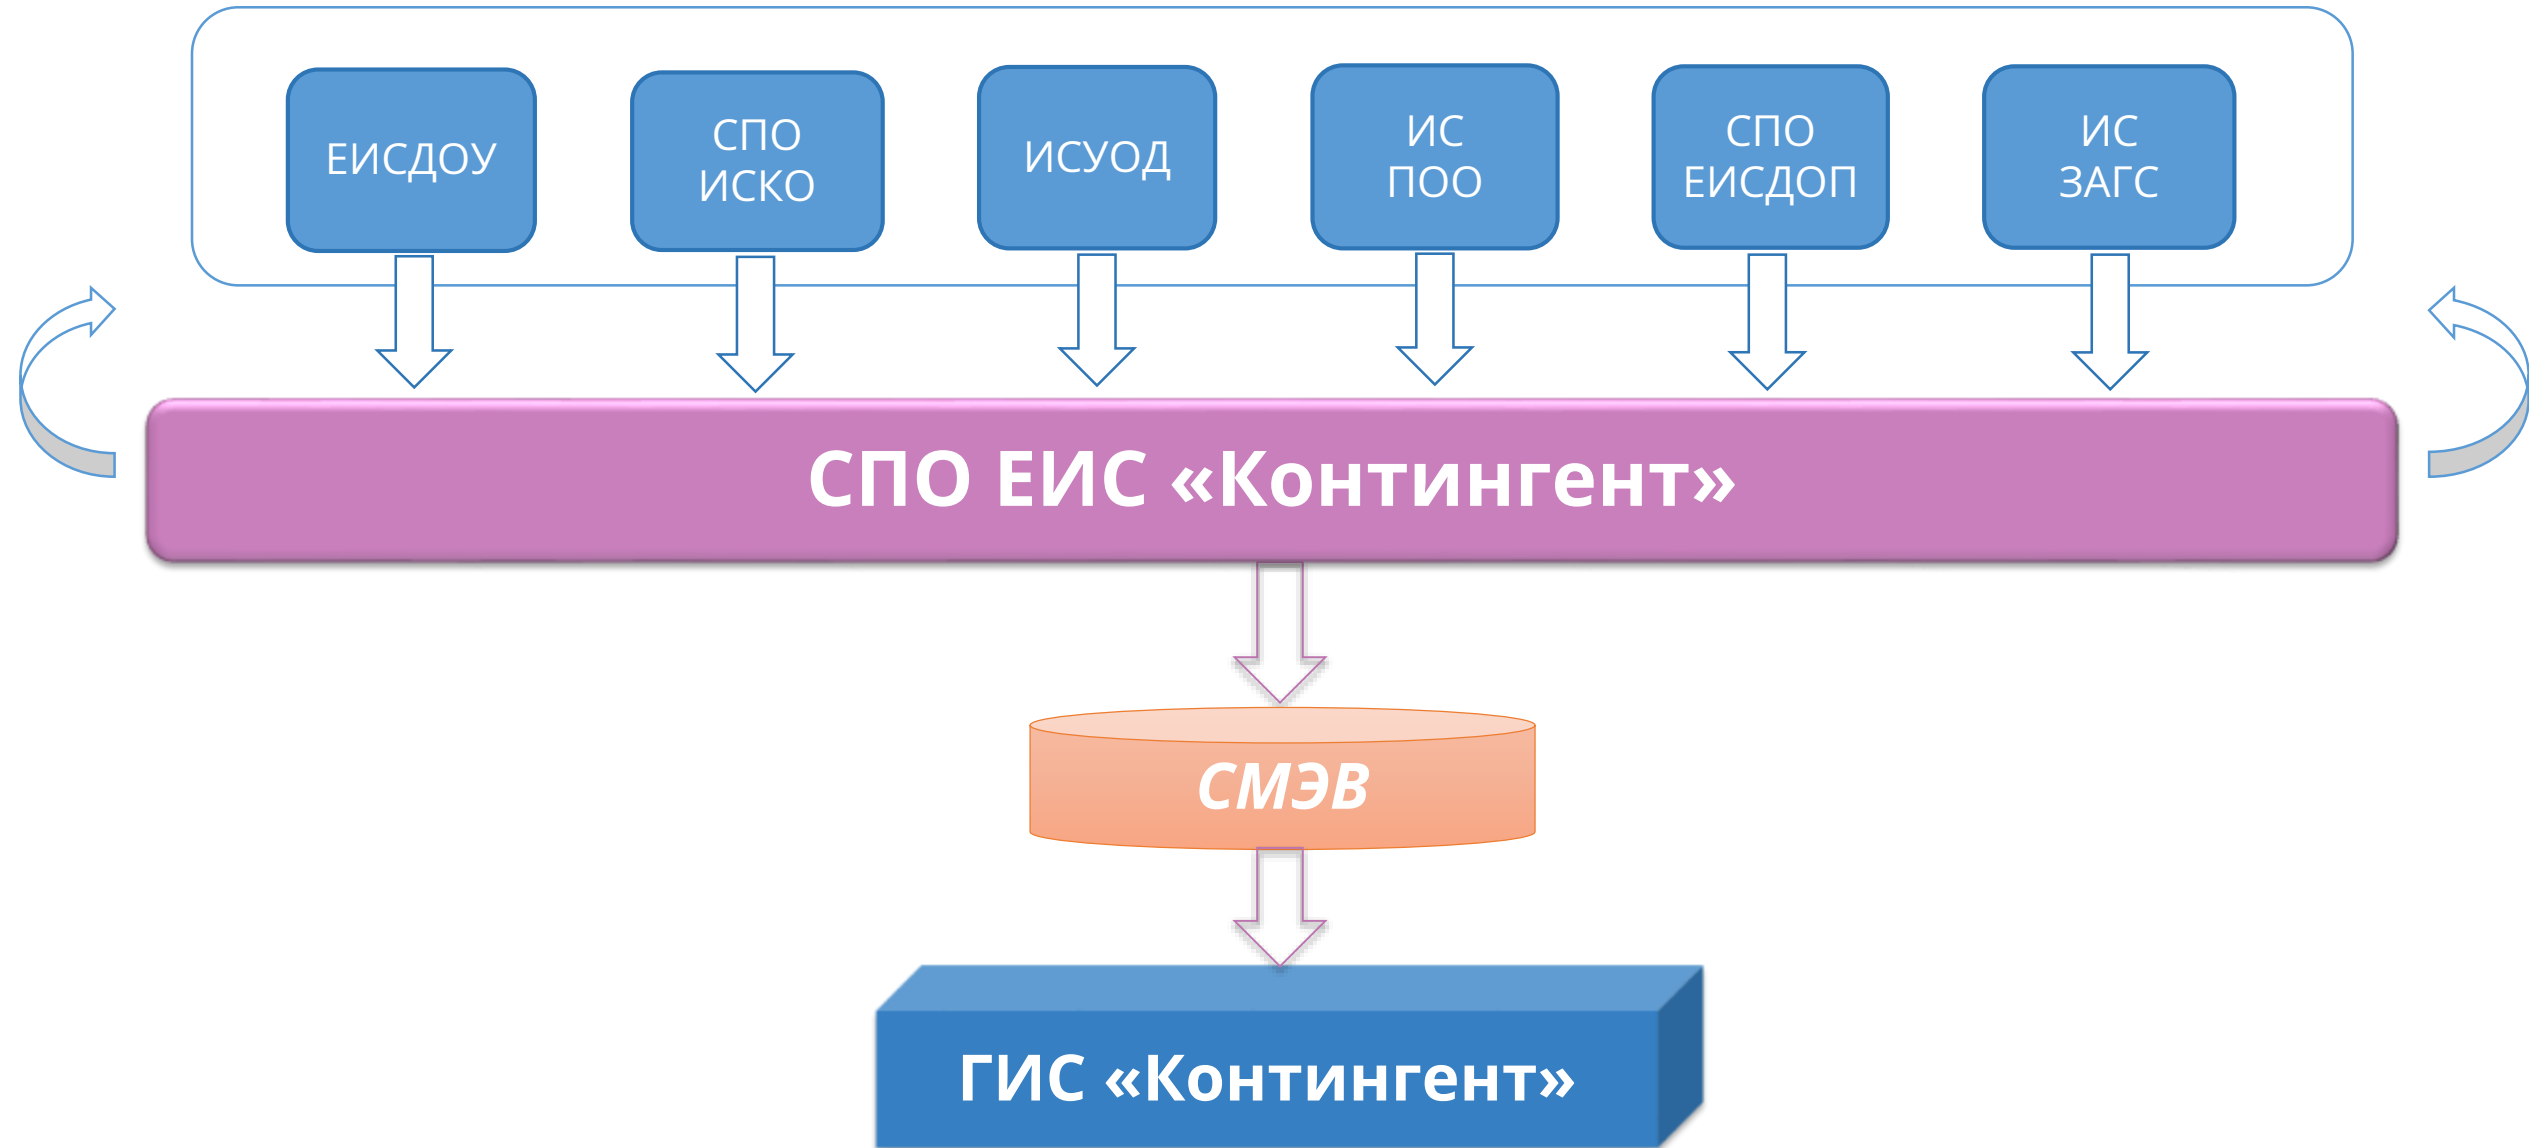 ЕИСДОУ
СПО
ИСКО
ИСУОД
ИС
ПОО
СПО
ЕИСДОП
ИС
ЗАГС
СПО ЕИС «Контингент»
СМЭВ
ГИС «Контингент»